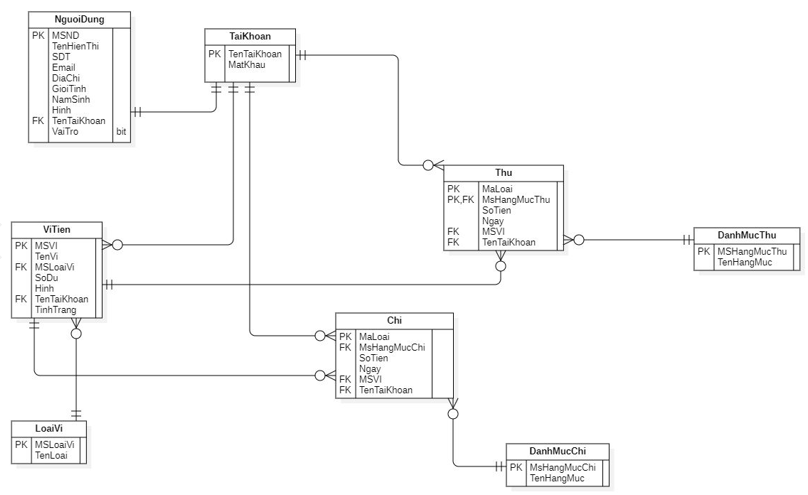 NguoiDung
PK MSND
TenHienThi
SDT
Email
DiaChi
GioiTinh
NamSinh
Hinh
FK TenTaiKhoan
VaiTro bit
TaiKhoan
PK TenTaiKhoan
MatKhau
Thu
PK MaLoai
PK,FK MsHangMucThu
SoTien
Ngay
FK MSVI
FK TenTaiKhoan
DanhMucThu
PK MSHangMucThu
TenHangMuc
ViTien
PK MSVI
TenVi
FK MSLoaiVi
SoDu
Hinh
FK TenTaiKhoan
TinhTrang
Chi
PK MaLoai
FK MsHangMucChi
SoTien
Ngay
FK MSVI
FK TenTaiKhoan
LoaiVi
PK MSLoaiVi
TenLoai
DanhMucChi
PK MsHangMucChi
TenHangMuc